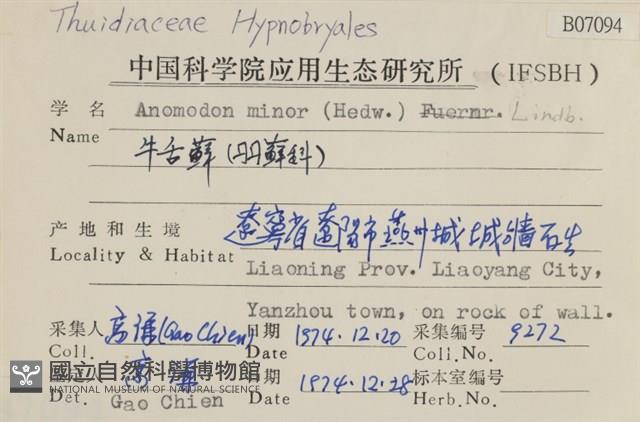 Thuidiaceae Hypnobryales
B07094
中国科学院应用生态研究所 (IFSBH)
学名 Anomodon minor (Hedw.) Fuernr. Lindb.
Name
牛舌藓(羽藓科)
产地和生境 辽宁省辽阳市燕州城城墙石生
Locality & Habitat Liaoning Prov. Liaoyang City,
Yanzhou town, on rock of wall.
采集人 高谦(Gao Chien) 日期 1974.12.20 采集编号 9272
Coll. Date Coll.No.
國立自然科學博物館 日期 1974.12.28 标本室编号
NATIONAL MUSEUM OF NATURAL SCIENCE
Det. Gao Chien Date Herb.No.